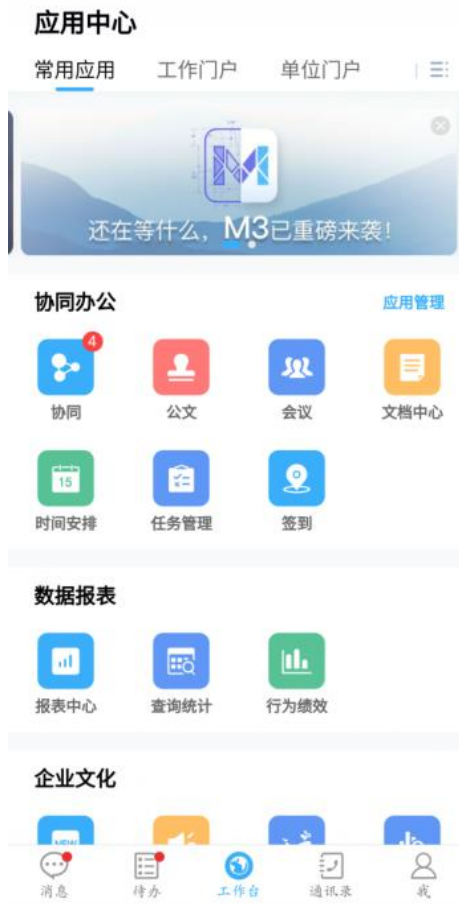 应用中心
常用应用 工作门户 单位门户
还在等什么，M3已重磅来袭！
协同办公 应用管理
4
协同 公文 会议 文档中心
15
时间安排 任务管理 签到
数据报表
报表中心 查询统计 行为绩效
企业文化
NEW
消息 待办 工作台 通讯录 我